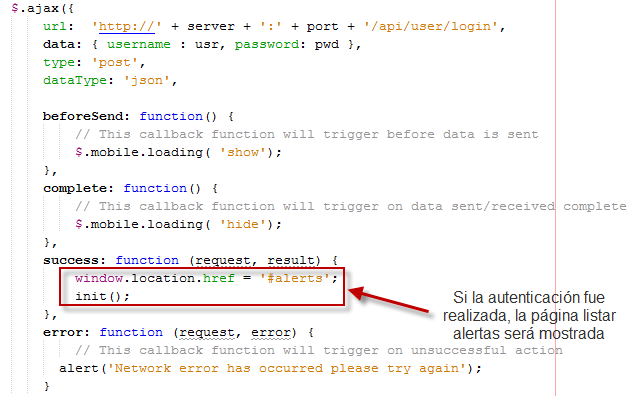 $.ajax({
url: 'http://' + server + ':' + port + '/api/user/login',
data: { username : usr, password: pwd },
type: 'post',
dataType: 'json',
beforeSend: function() {
// This callback function will trigger before data is sent
$.mobile.loading( 'show');
},
complete: function() {
// This callback function will trigger on data sent/received complete
$.mobile.loading( 'hide');
},
success: function (request, result) {
window.location.href = '#alerts';
init();
},
error: function (request, error) {
// This callback function will trigger on unsuccessful action
alert('Network error has occurred please try again');
}
Si la autenticación fue
realizada, la página listar
alertas será mostrada